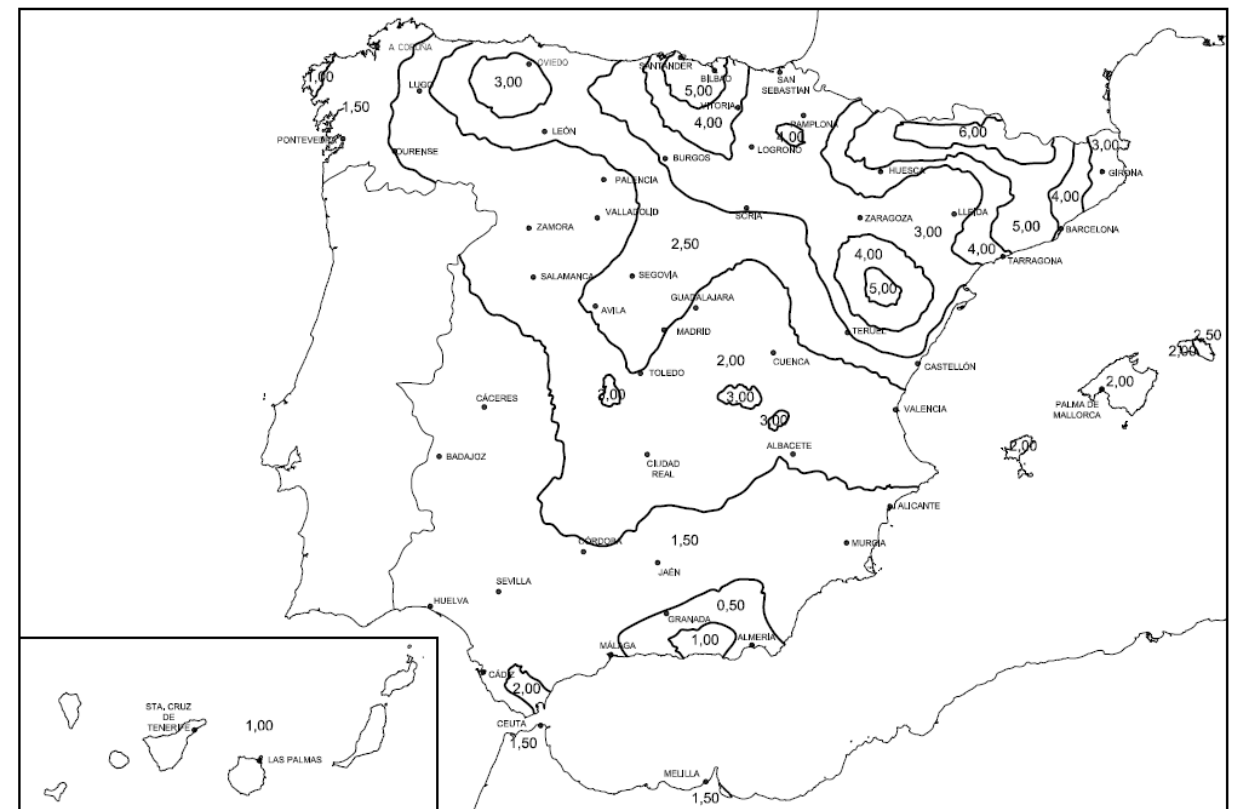 A CORUÑA
OVIEDO
SANTANDER
BILBAO
SAN
SEBASTIAN
1,00
LUGO
3,00
5,00
1,50
VITORIA
4,00
PAMPLONA
4,00
6,00
PONTEVEDRA
LEÓN
LOGROÑO
3,00
OURENSE
BURGOS
HUESCA
GIRONA
PALENCIA
4,00
VALLADOLID
SORIA
ZARAGOZA
LLEIDA
ZAMORA
3,00
5,00
BARCELONA
2,50
4,00
4,00
TARRAGONA
SALAMANCA
SEGOVIA
5,00
GUADALAJARA
AVILA
MADRID
TERUEL
2,50
2,00
2,00
CUENCA
CASTELLÓN
TOLEDO
2,00
3,00
CÁCERES
PALMA DE
MALLORCA
VALENCIA
3,00
ALBACETE
2,00
BADAJOZ
CIUDAD
REAL
ALICANTE
CÓRDOBA
1,50
MURCIA
JAÉN
SEVILLA
HUELVA
0,50
GRANADA
1,00
ALMERÍA
MÁLAGA
CÁDIZ
2,00
STA. CRUZ
DE
TENERIFE
1,00
CEUTA
1,50
LAS PALMAS
MELILLA
1,50